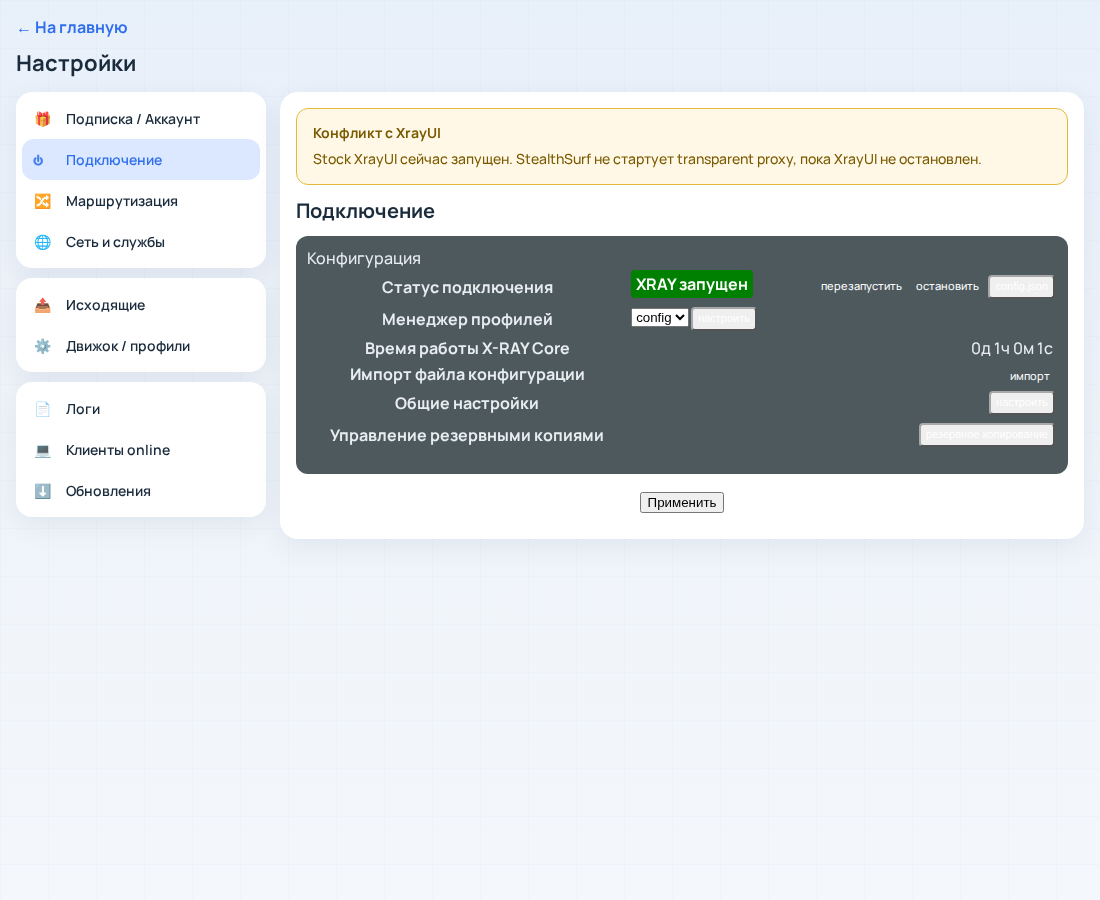 ← На главную
Настройки
Подписка / Аккаунт
Подключение
Маршрутизация
Сеть и службы
Исходящие
Движок / профили
Логи
Клиенты online
Обновления
Конфликт с XrayUI
Stock XrayUI сейчас запущен. StealthSurf не стартует transparent proxy, пока XrayUI не остановлен.
Подключение
Конфигурация
Статус подключения XRAY запущен перезапустить остановить config.json
Менеджер профилей config настроить
Время работы X-RAY Core 0д 1ч 0м 1с
Импорт файла конфигурации импорт
Общие настройки настроить
Управление резервными копиями резервное копирование
Применить